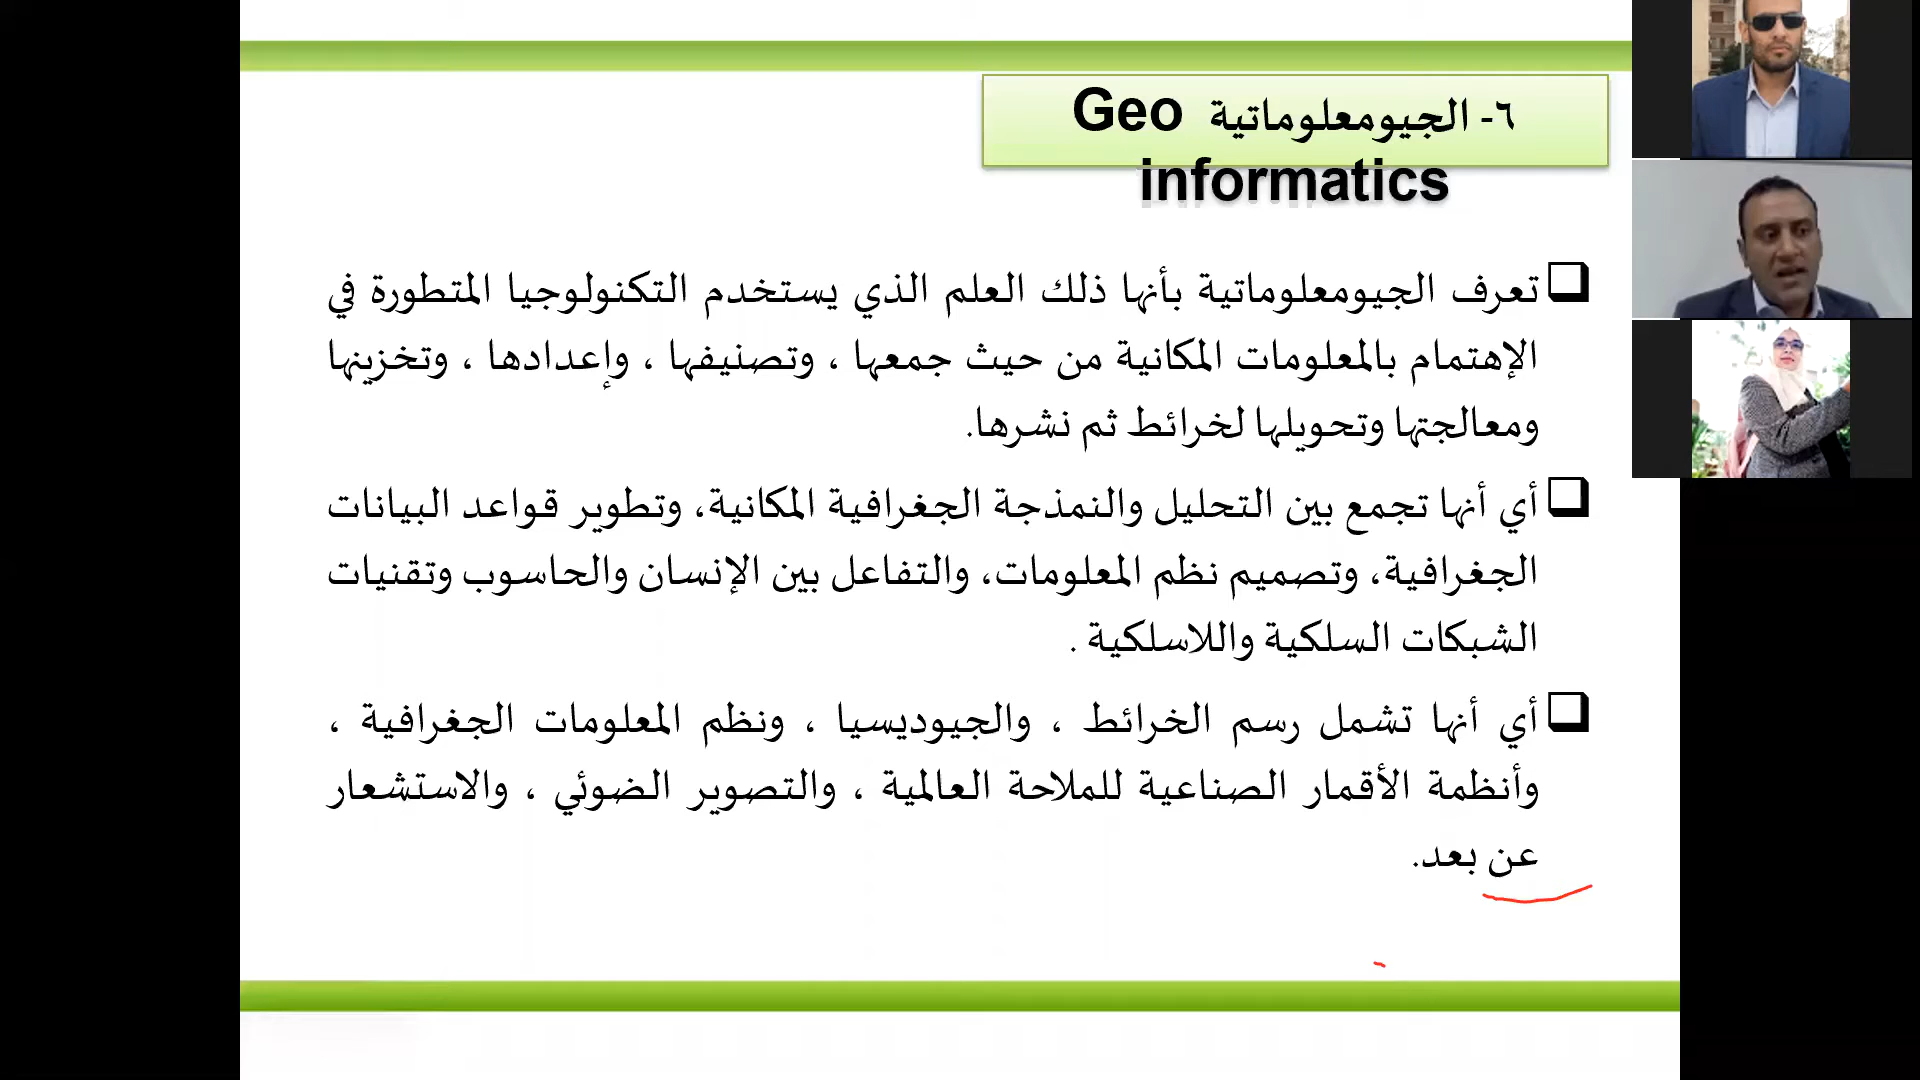 ٦- الجيومعلوماتية Geo
informatics
تعرف الجيومعلوماتية بأنها ذلك العلم الذي يستخدم التكنولوجيا المتطورة في
الإهتمام بالمعلومات المكانية من حيث جمعها ، وتصنيفها ، وإعدادها ، وتخزينها
ومعالجتها وتحويلها لخرائط ثم نشرها.
أي أنها تجمع بين التحليل والنمذجة الجغرافية المكانية، وتطوير قواعد البيانات
الجغرافية، وتصميم نظم المعلومات، والتفاعل بين الإنسان والحاسوب وتقنيات
الشبكات السلكية واللاسلكية .
أي أنها تشمل رسم الخرائط ، والجيوديسيا ، ونظم المعلومات الجغرافية ،
وأنظمة الأقمار الصناعية للملاحة العالمية ، والتصوير الضوئي ، والاستشعار
عن بعد.